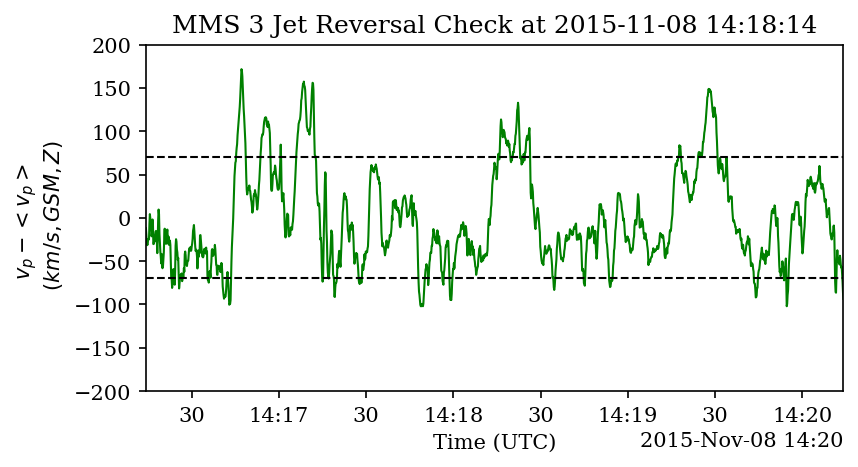 MMS 3 Jet Reversal Check at 2015-11-08 14:18:14
200
150
100
50
0
−50
−100
−150
−200
v_p − <v_p>
(km/s, GSM, Z)
30 14:17 30 14:18 30 14:19 30 14:20
Time (UTC)
2015-Nov-08 14:20